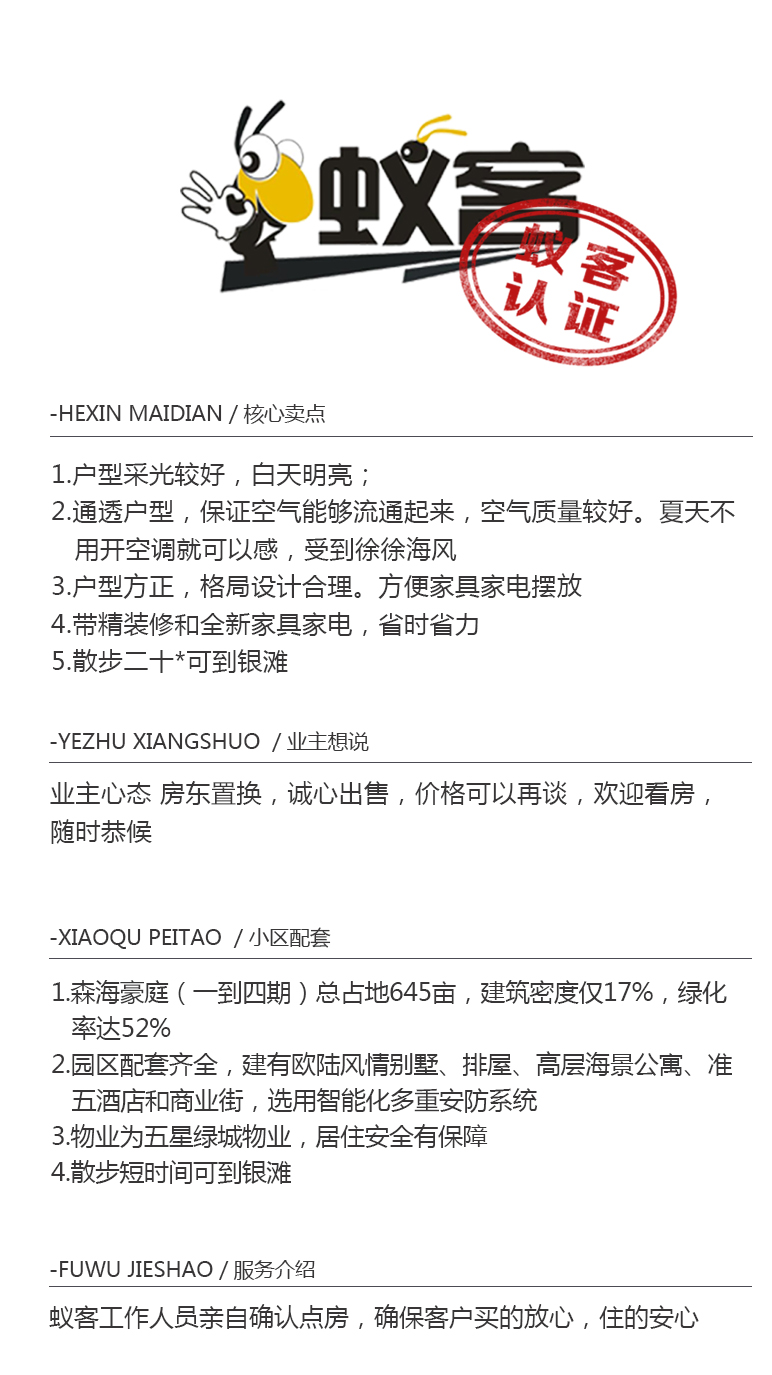 蚁客
蚁客
认证
-HEXIN MAIDIAN / 核心卖点
1.户型采光较好，白天明亮；
2.通透户型，保证空气能够流通起来，空气质量较好。夏天不
用开空调就可以感，受到徐徐海风
3.户型方正，格局设计合理。方便家具家电摆放
4.带精装修和全新家具家电，省时省力
5.散步二十*可到银滩
-YEZHU XIANGSHUO / 业主想说
业主心态 房东置换，诚心出售，价格可以再谈，欢迎看房，
随时恭候
-XIAOQU PEITAO / 小区配套
1.森海豪庭（一到四期）总占地645亩，建筑密度仅17%，绿化
率达52%
2.园区配套齐全，建有欧陆风情别墅、排屋、高层海景公寓、准
五酒店和商业街，选用智能化多重安防系统
3.物业为五星绿城物业，居住安全有保障
4.散步短时间可到银滩
-FUWU JIESHAO / 服务介绍
蚁客工作人员亲自确认点房，确保客户买的放心，住的安心